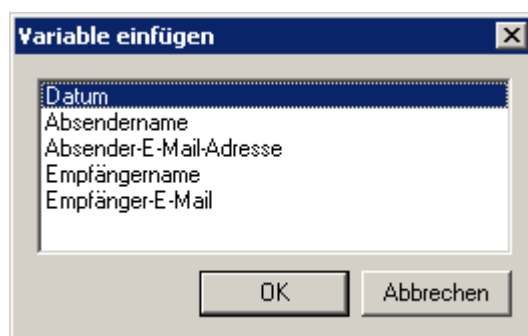 Variable einfügen
Datum
Absendername
Absender-E-Mail-Adresse
Empfängername
Empfänger-E-Mail
OK Abbrechen